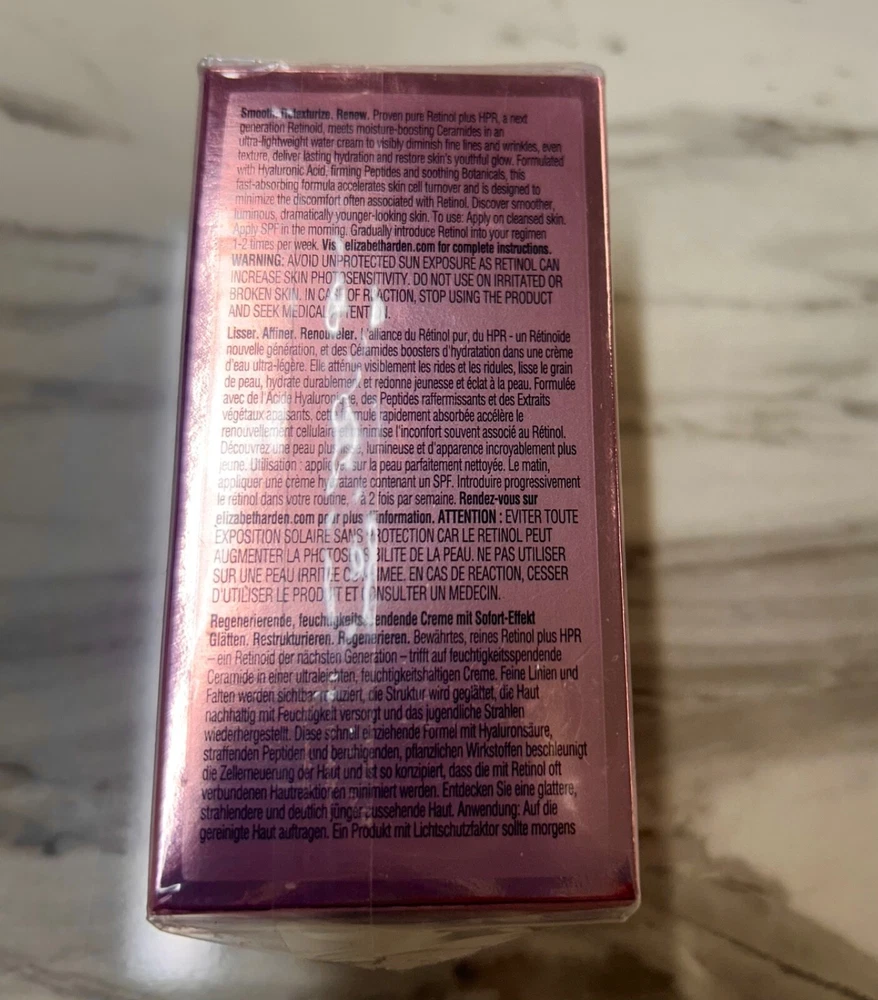 Smooth. Retexturize. Renew. Proven pure Retinol plus HPR, a next
generation Retinoid, meets moisture-boosting Ceramides in an
ultra-lightweight water cream to visibly diminish fine lines and wrinkles, even
texture, deliver lasting hydration and restore skin's youthful glow. Formulated
with Hyaluronic Acid, firming Peptides and soothing Botanicals, this
fast-absorbing formula accelerates skin cell turnover and is designed to
minimize the discomfort often associated with Retinol. Discover smoother,
luminous, dramatically younger-looking skin. To use: Apply on cleansed skin.
Apply SPF in the morning. Gradually introduce Retinol into your regimen
1-2 times per week. Visit elizabetharden.com for complete instructions.
WARNING: AVOID UNPROTECTED SUN EXPOSURE AS RETINOL CAN
INCREASE SKIN PHOTOSENSITIVITY. DO NOT USE ON IRRITATED OR
BROKEN SKIN. IN CASE OF REACTION, STOP USING THE PRODUCT
AND SEEK MEDICAL ATTENTION.
Lisser. Affiner. Renouveler. L'alliance du Rétinol pur, du HPR - un Rétinoïde
nouvelle génération, et des Céramides boosters d'hydratation dans une crème
d'eau ultra-légère. Elle atténue visiblement les rides et les ridules, lisse le grain
de peau, hydrate durablement et redonne jeunesse et éclat à la peau. Formulée
avec de l'Acide Hyaluronique, des Peptides raffermissants et des Extraits
végétaux apaisants, cette formule rapidement absorbée accélère le
renouvellement cellulaire et minimise l'inconfort souvent associé au Rétinol.
Découvrez une peau plus lisse, lumineuse et d'apparence incroyablement plus
jeune. Utilisation : appliquer sur la peau parfaitement nettoyée. Le matin,
appliquer une crème hydratante contenant un SPF. Introduire progressivement
le rétinol dans votre routine, à 2 fois par semaine. Rendez-vous sur
elizabetharden.com pour plus d'information. ATTENTION : EVITER TOUTE
EXPOSITION SOLAIRE SANS PROTECTION CAR LE RETINOL PEUT
AUGMENTER LA PHOTOSENSIBILITE DE LA PEAU. NE PAS UTILISER
SUR UNE PEAU IRRITEE OU ABIMEE. EN CAS DE REACTION, CESSER
D'UTILISER LE PRODUIT ET CONSULTER UN MEDECIN.
Regenerierende, feuchtigkeitsspendende Creme mit Sofort-Effekt
Glätten. Restrukturieren. Regenerieren. Bewährtes, reines Retinol plus HPR
– ein Retinoid der nächsten Generation – trifft auf feuchtigkeitsspendende
Ceramide in einer ultraleichten, feuchtigkeitshaltigen Creme. Feine Linien und
Falten werden sichtbar reduziert, die Struktur wird geglättet, die Haut
nachhaltig mit Feuchtigkeit versorgt und das jugendliche Strahlen
wiederhergestellt. Diese schnell einziehende Formel mit Hyaluronsäure,
straffenden Peptiden und beruhigenden, pflanzlichen Wirkstoffen beschleunigt
die Zellerneuerung der Haut und ist so konzipiert, dass die mit Retinol oft
verbundenen Hautreaktionen minimiert werden. Entdecken Sie eine glattere,
strahlendere und deutlich jünger aussehende Haut. Anwendung: Auf die
gereinigte Haut auftragen. Ein Produkt mit Lichtschutzfaktor sollte morgens